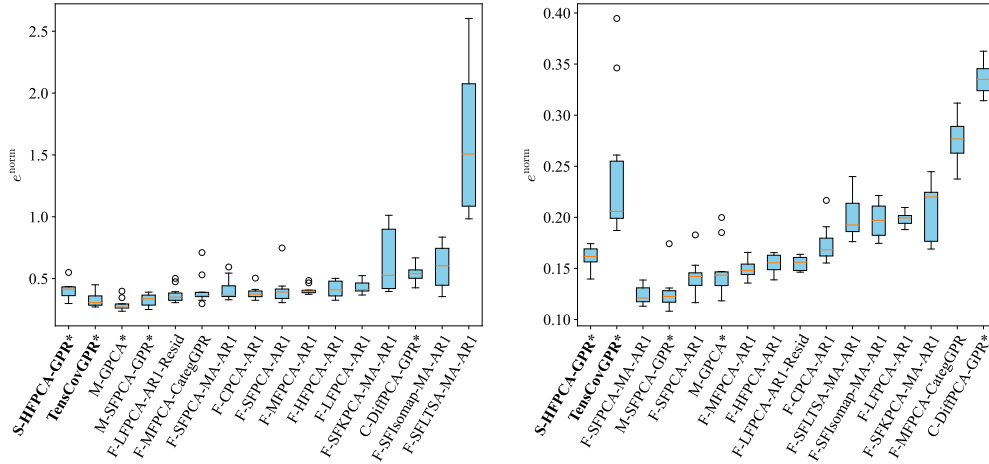 2.5
2.0
1.5
1.0
0.5
e^norm
S-HFPCA-GPR*
TensCovGPR*
M-GPCA*
M-SFPCA-GPR*
F-LFPCA-AR1-Resid
F-MFPCA-CategGPR
F-SFPCA-MA-AR1
F-CPCA-AR1
F-SFPCA-AR1
F-MFPCA-AR1
F-HFPCA-AR1
F-LFPCA-AR1
F-SFKPCA-MA-AR1
C-DiffPCA-GPR*
F-SFIsomap-MA-AR1
F-SFLTSA-MA-AR1
0.40
0.35
0.30
0.25
0.20
0.15
0.10
e^norm
S-HFPCA-GPR*
TensCovGPR*
F-SFPCA-MA-AR1
M-SFPCA-GPR*
F-SFPCA-AR1
M-GPCA*
F-MFPCA-AR1
F-HFPCA-AR1
F-LFPCA-AR1-Resid
F-CPCA-AR1
F-SFLTSA-MA-AR1
F-SFIsomap-MA-AR1
F-LFPCA-AR1
F-SFKPCA-MA-AR1
F-MFPCA-CategGPR
C-DiffPCA-GPR*